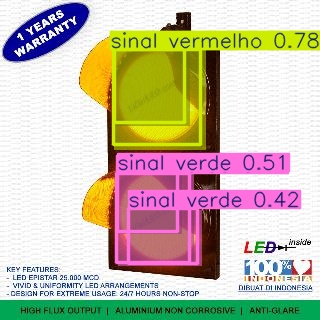 1 YEARS
WARRANTY
sinal vermelho 0.78
sinal verde 0.51
sinal verde 0.42
LED inside
100%
INDONESIA
DIBUAT DI INDONESIA
KEY FEATURES:
- LED EPISTAR 25.000 MCD
- VIVID & UNIFORMITY LED ARRANGEMENTS
- DESIGN FOR EXTREME USAGE: 24/7 HOURS NON-STOP
HIGH FLUX OUTPUT | ALUMINIUM NON CORROSIVE | ANTI-GLARE